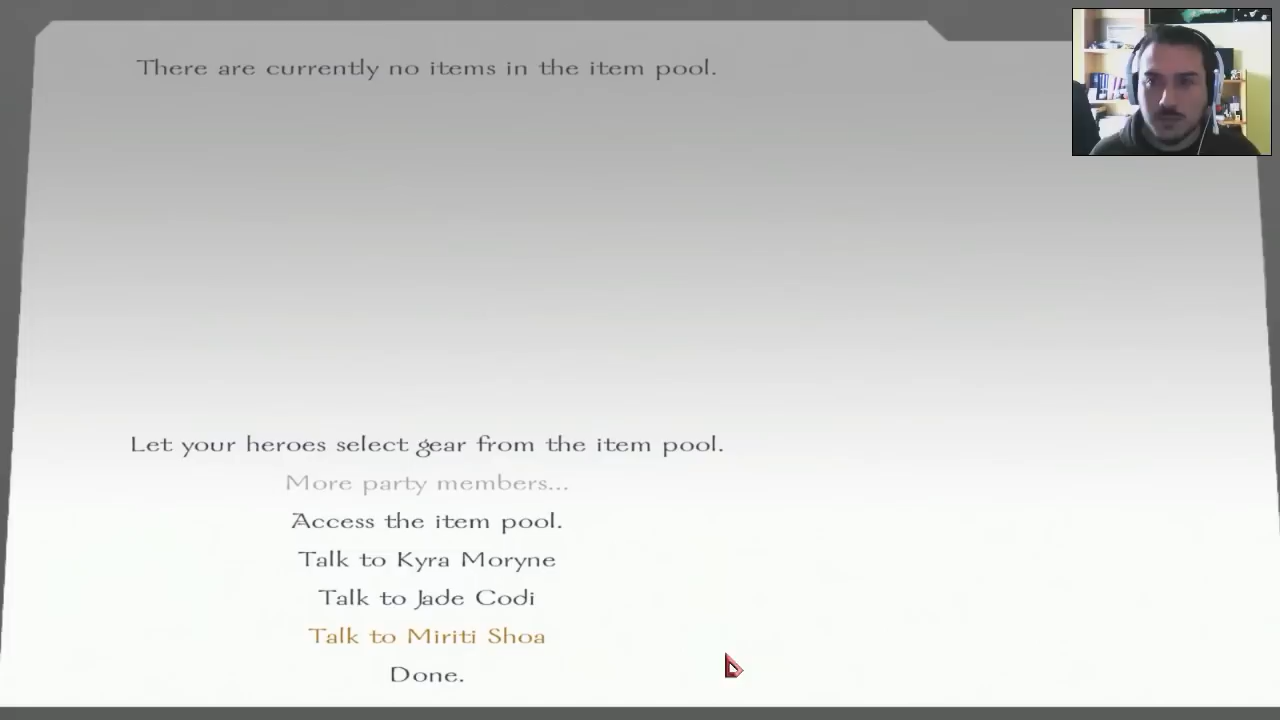 There are currently no items in the item pool.
Let your heroes select gear from the item pool.
More party members...
Access the item pool.
Talk to Kyra Moryne
Talk to Jade Codi
Talk to Miriti Shoa
Done.